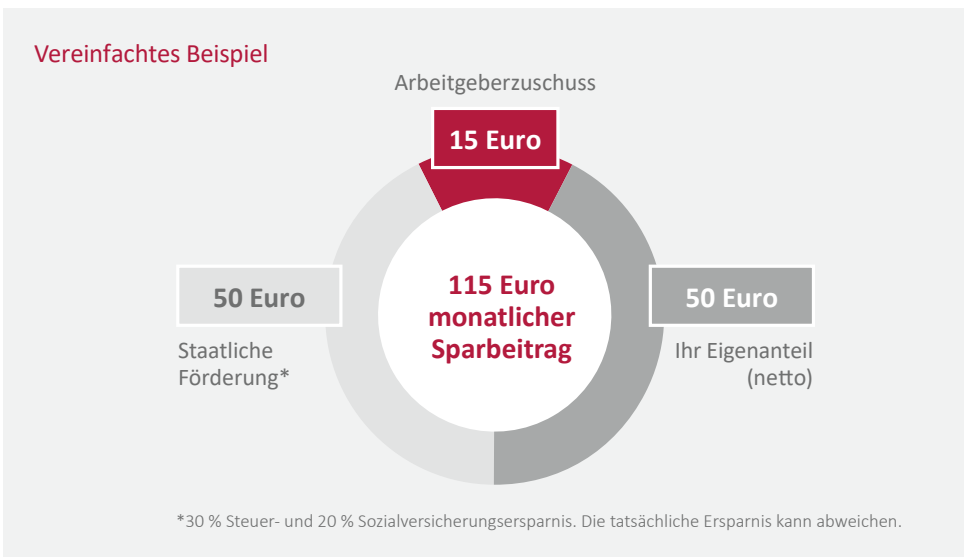 Vereinfachtes Beispiel
Arbeitgeberzuschuss
15 Euro
50 Euro
Staatliche
Förderung*
115 Euro
monatlicher
Sparbeitrag
50 Euro
Ihr Eigenanteil
(netto)
*30 % Steuer- und 20 % Sozialversicherungsersparnis. Die tatsächliche Ersparnis kann abweichen.